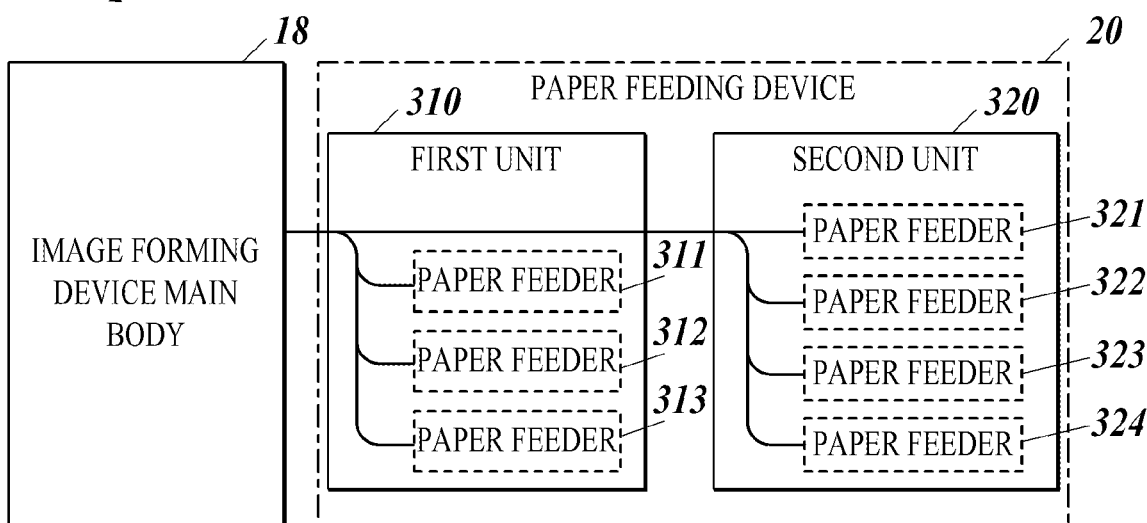 18
20
PAPER FEEDING DEVICE
310
320
FIRST UNIT
SECOND UNIT
IMAGE FORMING
DEVICE MAIN
BODY
PAPER FEEDER
311
PAPER FEEDER
312
PAPER FEEDER
313
PAPER FEEDER
321
PAPER FEEDER
322
PAPER FEEDER
323
PAPER FEEDER
324